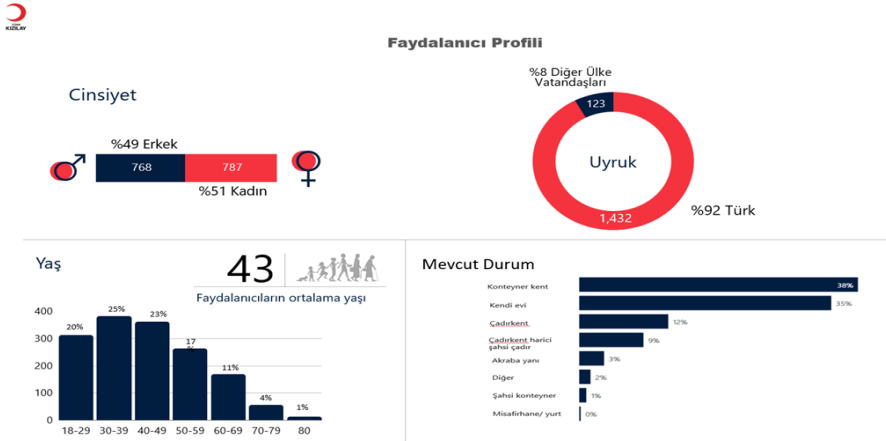 TÜRK
KIZILAY
Faydalanıcı Profili
Cinsiyet
%49 Erkek
768
787
%51 Kadın
%8 Diğer Ülke
Vatandaşları
123
Uyruk
1,432
%92 Türk
Yaş
43
Faydalanıcıların ortalama yaşı
400
300
200
100
0
20%
25%
23%
17
%
11%
4%
1%
18-29
30-39
40-49
50-59
60-69
70-79
80
Mevcut Durum
Konteyner kent
38%
Kendi evi
35%
Çadırkent
12%
Çadırkent harici
şahsi çadır
9%
Akraba yanı
3%
Diğer
2%
Şahsi konteyner
1%
Misafirhane/ yurt
0%